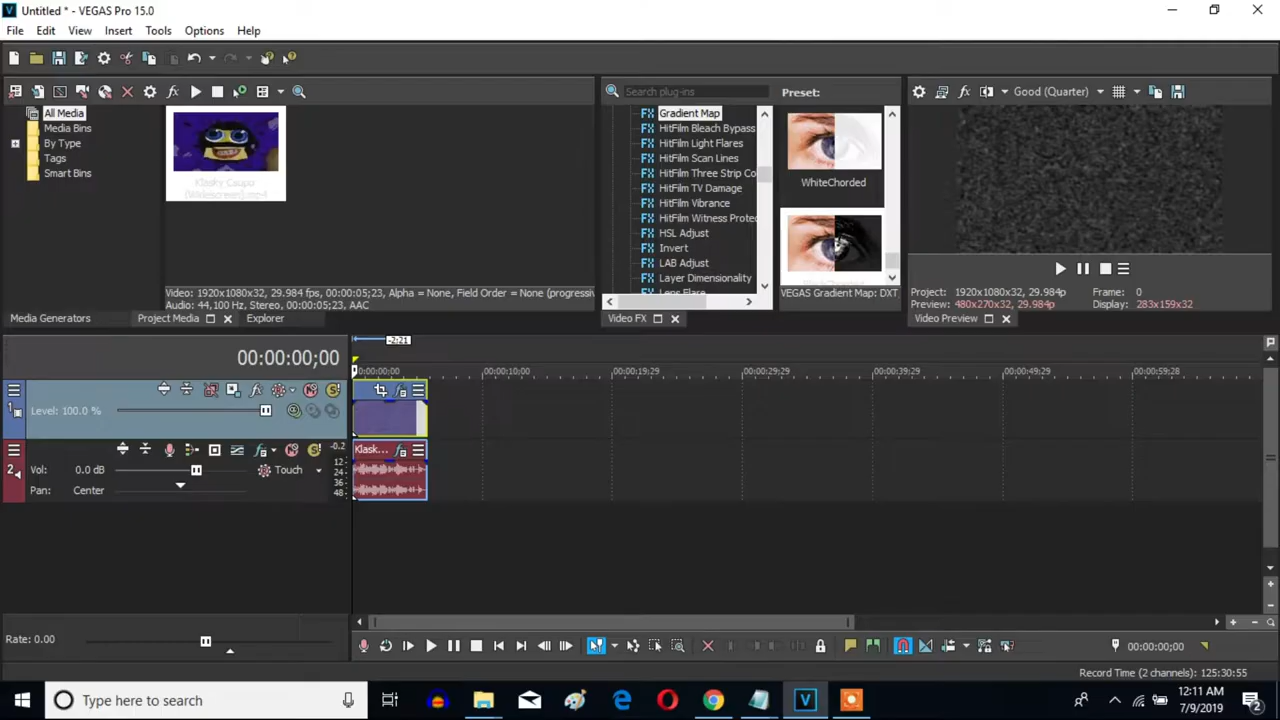 Untitled * - VEGAS Pro 15.0
File Edit View Insert Tools Options Help
Search plug-ins
Preset:
Good (Quarter)
All Media
Media Bins
By Type
Tags
Smart Bins
Klasky_Csupo
(Widescreen).mp4
Gradient Map
HitFilm Bleach Bypass
HitFilm Light Flares
HitFilm Scan Lines
HitFilm Three Strip Co
HitFilm TV Damage
HitFilm Vibrance
HitFilm Witness Protec
HSL Adjust
Invert
LAB Adjust
Layer Dimensionality
Lens Flare
WhiteChorded
VEGAS Gradient Map: DXT
Video: 1920x1080x32, 29.984 fps, 00:00:05;23, Alpha = None, Field Order = None (progressiv
Audio: 44,100 Hz, Stereo, 00:00:05;23, AAC
Project: 1920x1080x32, 29.984p Frame: 0
Preview: 480x270x32, 29.984p Display: 283x159x32
Media Generators Project Media Explorer
Video FX
Video Preview
-2:21
00:00:00;00
00:00:00;00 00:00:10;00 00:00:19;29 00:00:29;29 00:00:39;29 00:00:49;29 00:00:59;28
1
Level: 100.0 %
2
-0.2
Vol: 0.0 dB Touch
Pan: Center
12
24
36
48
Klask...
Rate: 0.00
00:00:00;00
Record Time (2 channels): 125:30:55
Type here to search
12:11 AM
7/9/2019
2